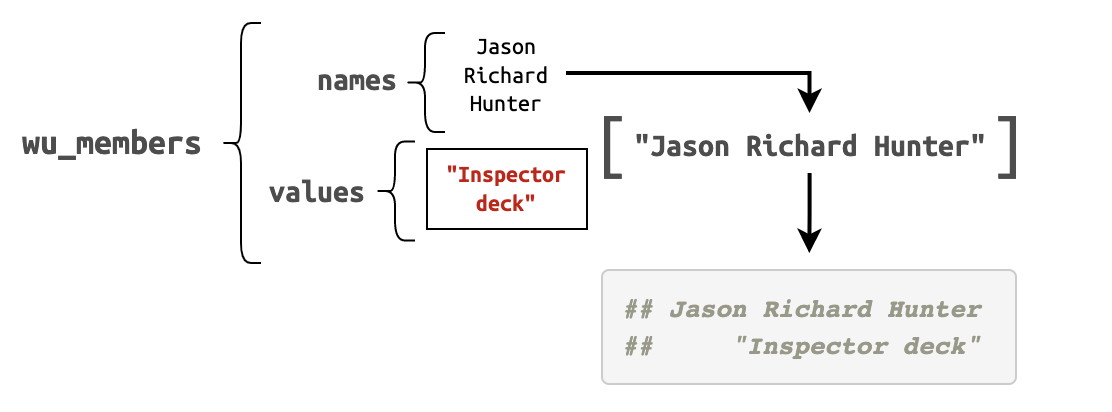 wu_members
names
Jason
Richard
Hunter
values
"Inspector
deck"
["Jason Richard Hunter"]
## Jason Richard Hunter
##     "Inspector deck"